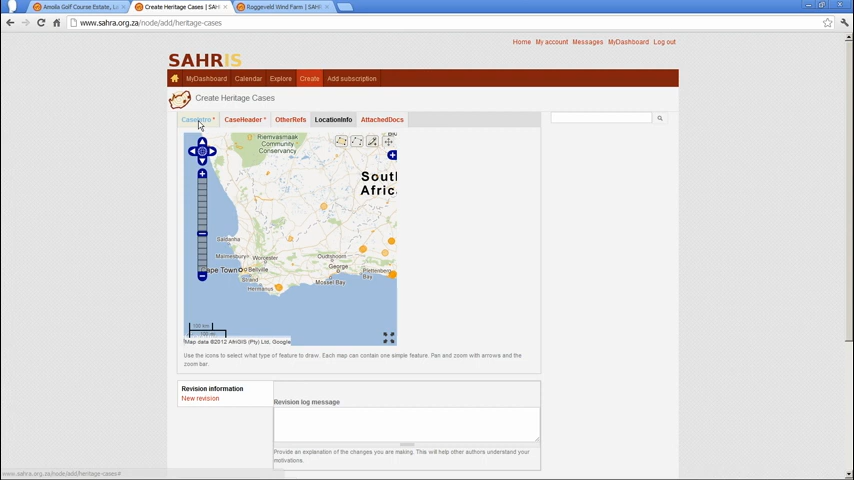 Amoila Golf Course Estate, Lo
Create Heritage Cases | SAH
Roggeveld Wind Farm | SAHR
www.sahra.org.za/node/add/heritage-cases
Home My account Messages MyDashboard Log out
SAHRIS
MyDashboard Calendar Explore Create Add subscription
Create Heritage Cases
CaseIntro * CaseHeader * OtherRefs LocationInfo AttachedDocs
Riemvasmaak
Community
Conservancy
South
Afric
Saldanha
Malmesbury
Worcester
Oudtshoorn
Cape Town
Bellville
George
Plettenberg
Bay
Strand
Mossel Bay
Hermanus
100 km
100 mi
Map data ©2012 AfriGIS (Pty) Ltd, Google
Use the icons to select what type of feature to draw. Each map can contain one simple feature. Pan and zoom with arrows and the
zoom bar.
Revision information
New revision
Revision log message
Provide an explanation of the changes you are making. This will help other authors understand your
motivations.
www.sahra.org.za/node/add/heritage-cases#